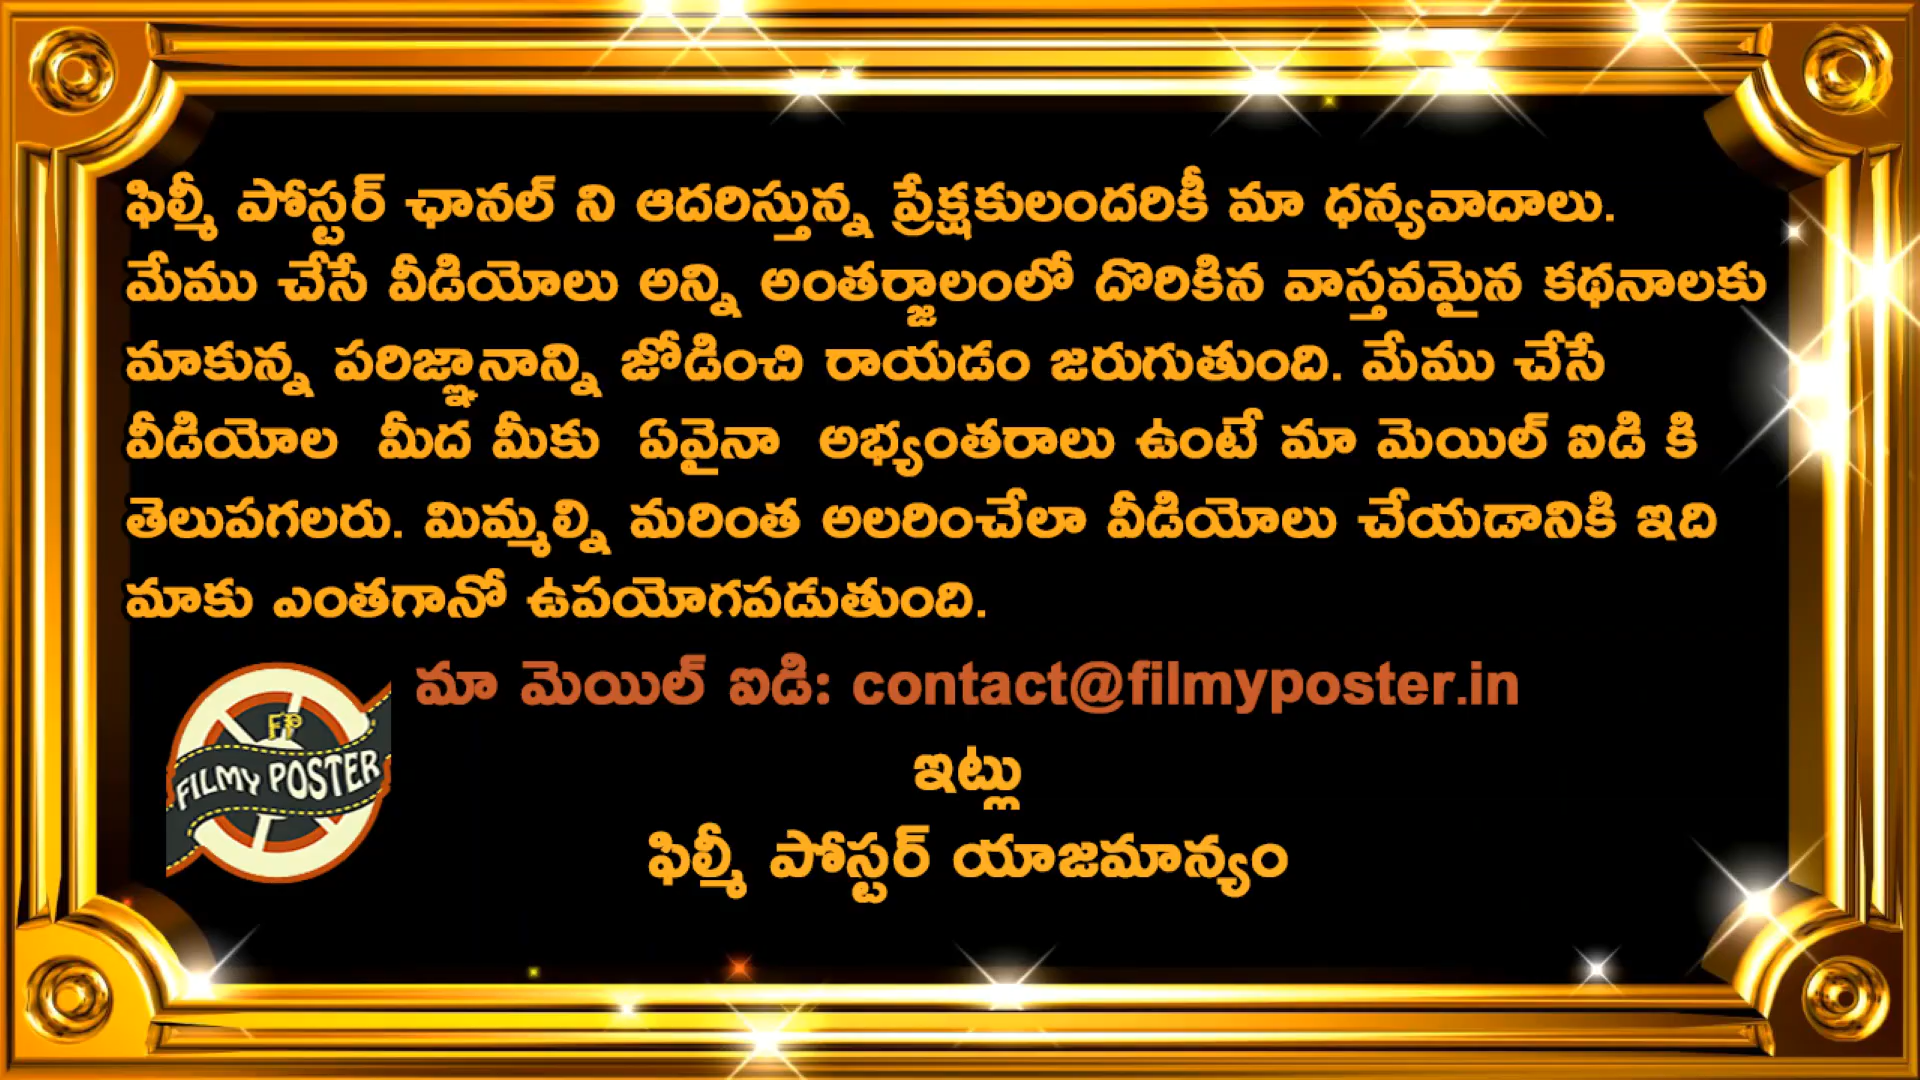 ఫిల్మీ పోస్టర్ ఛానల్ ని ఆదరిస్తున్న ప్రేక్షకులందరికీ మా ధన్యవాదాలు.
మేము చేసే వీడియోలు అన్ని అంతర్జాలంలో దొరికిన వాస్తవమైన కథనాలకు
మాకున్న పరిజ్ఞానాన్ని జోడించి రాయడం జరుగుతుంది. మేము చేసే
వీడియోల మీద మీకు ఏవైనా అభ్యంతరాలు ఉంటే మా మెయిల్ ఐడి కి
తెలుపగలరు. మిమ్మల్ని మరింత అలరించేలా వీడియోలు చేయడానికి ఇది
మాకు ఎంతగానో ఉపయోగపడుతుంది.
మా మెయిల్ ఐడి: contact@filmyposter.in
FP
FILMY POSTER
ఇట్లు
ఫిల్మీ పోస్టర్ యాజమాన్యం